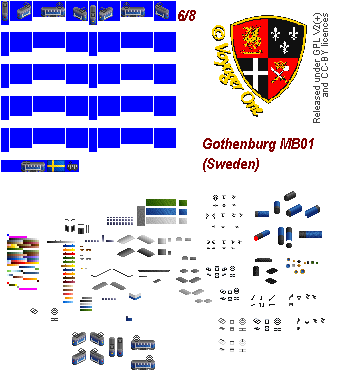 6/8
© Voyager One
Released under GPL V2(+)
and CC-BY licences
Gothenburg MB01
(Sweden)